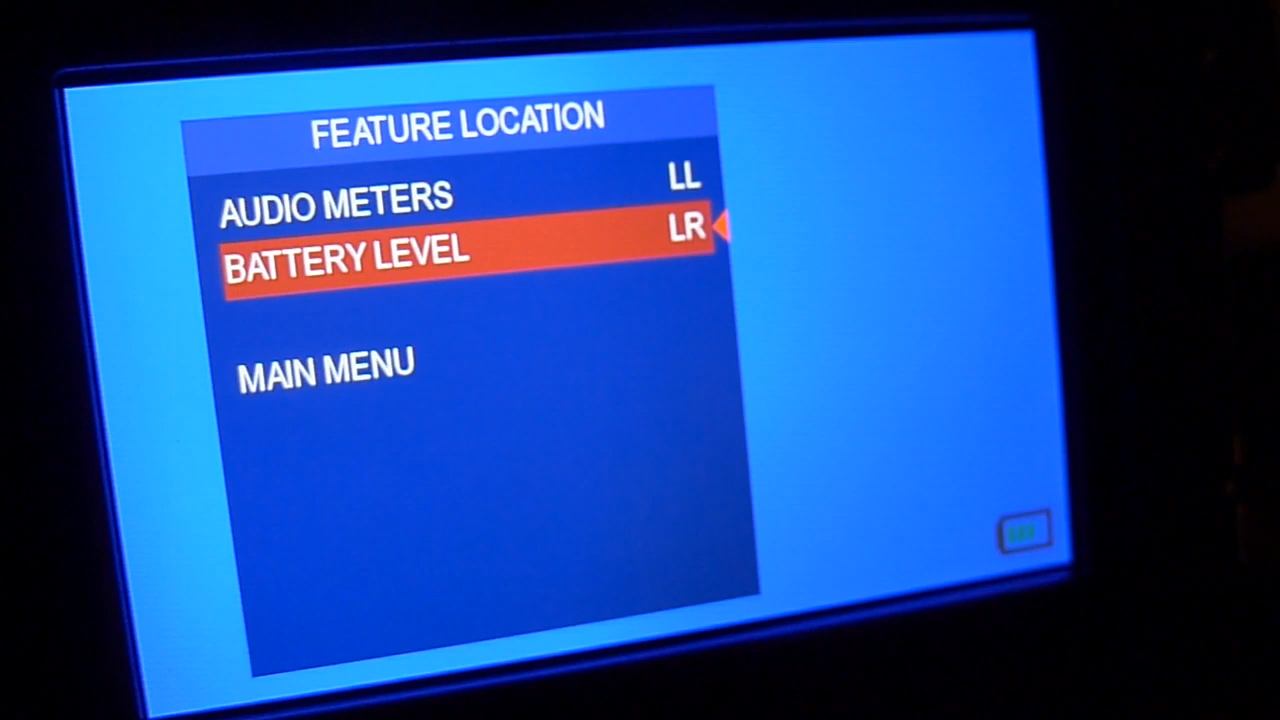 FEATURE LOCATION
AUDIO METERS LL
BATTERY LEVEL LR
MAIN MENU